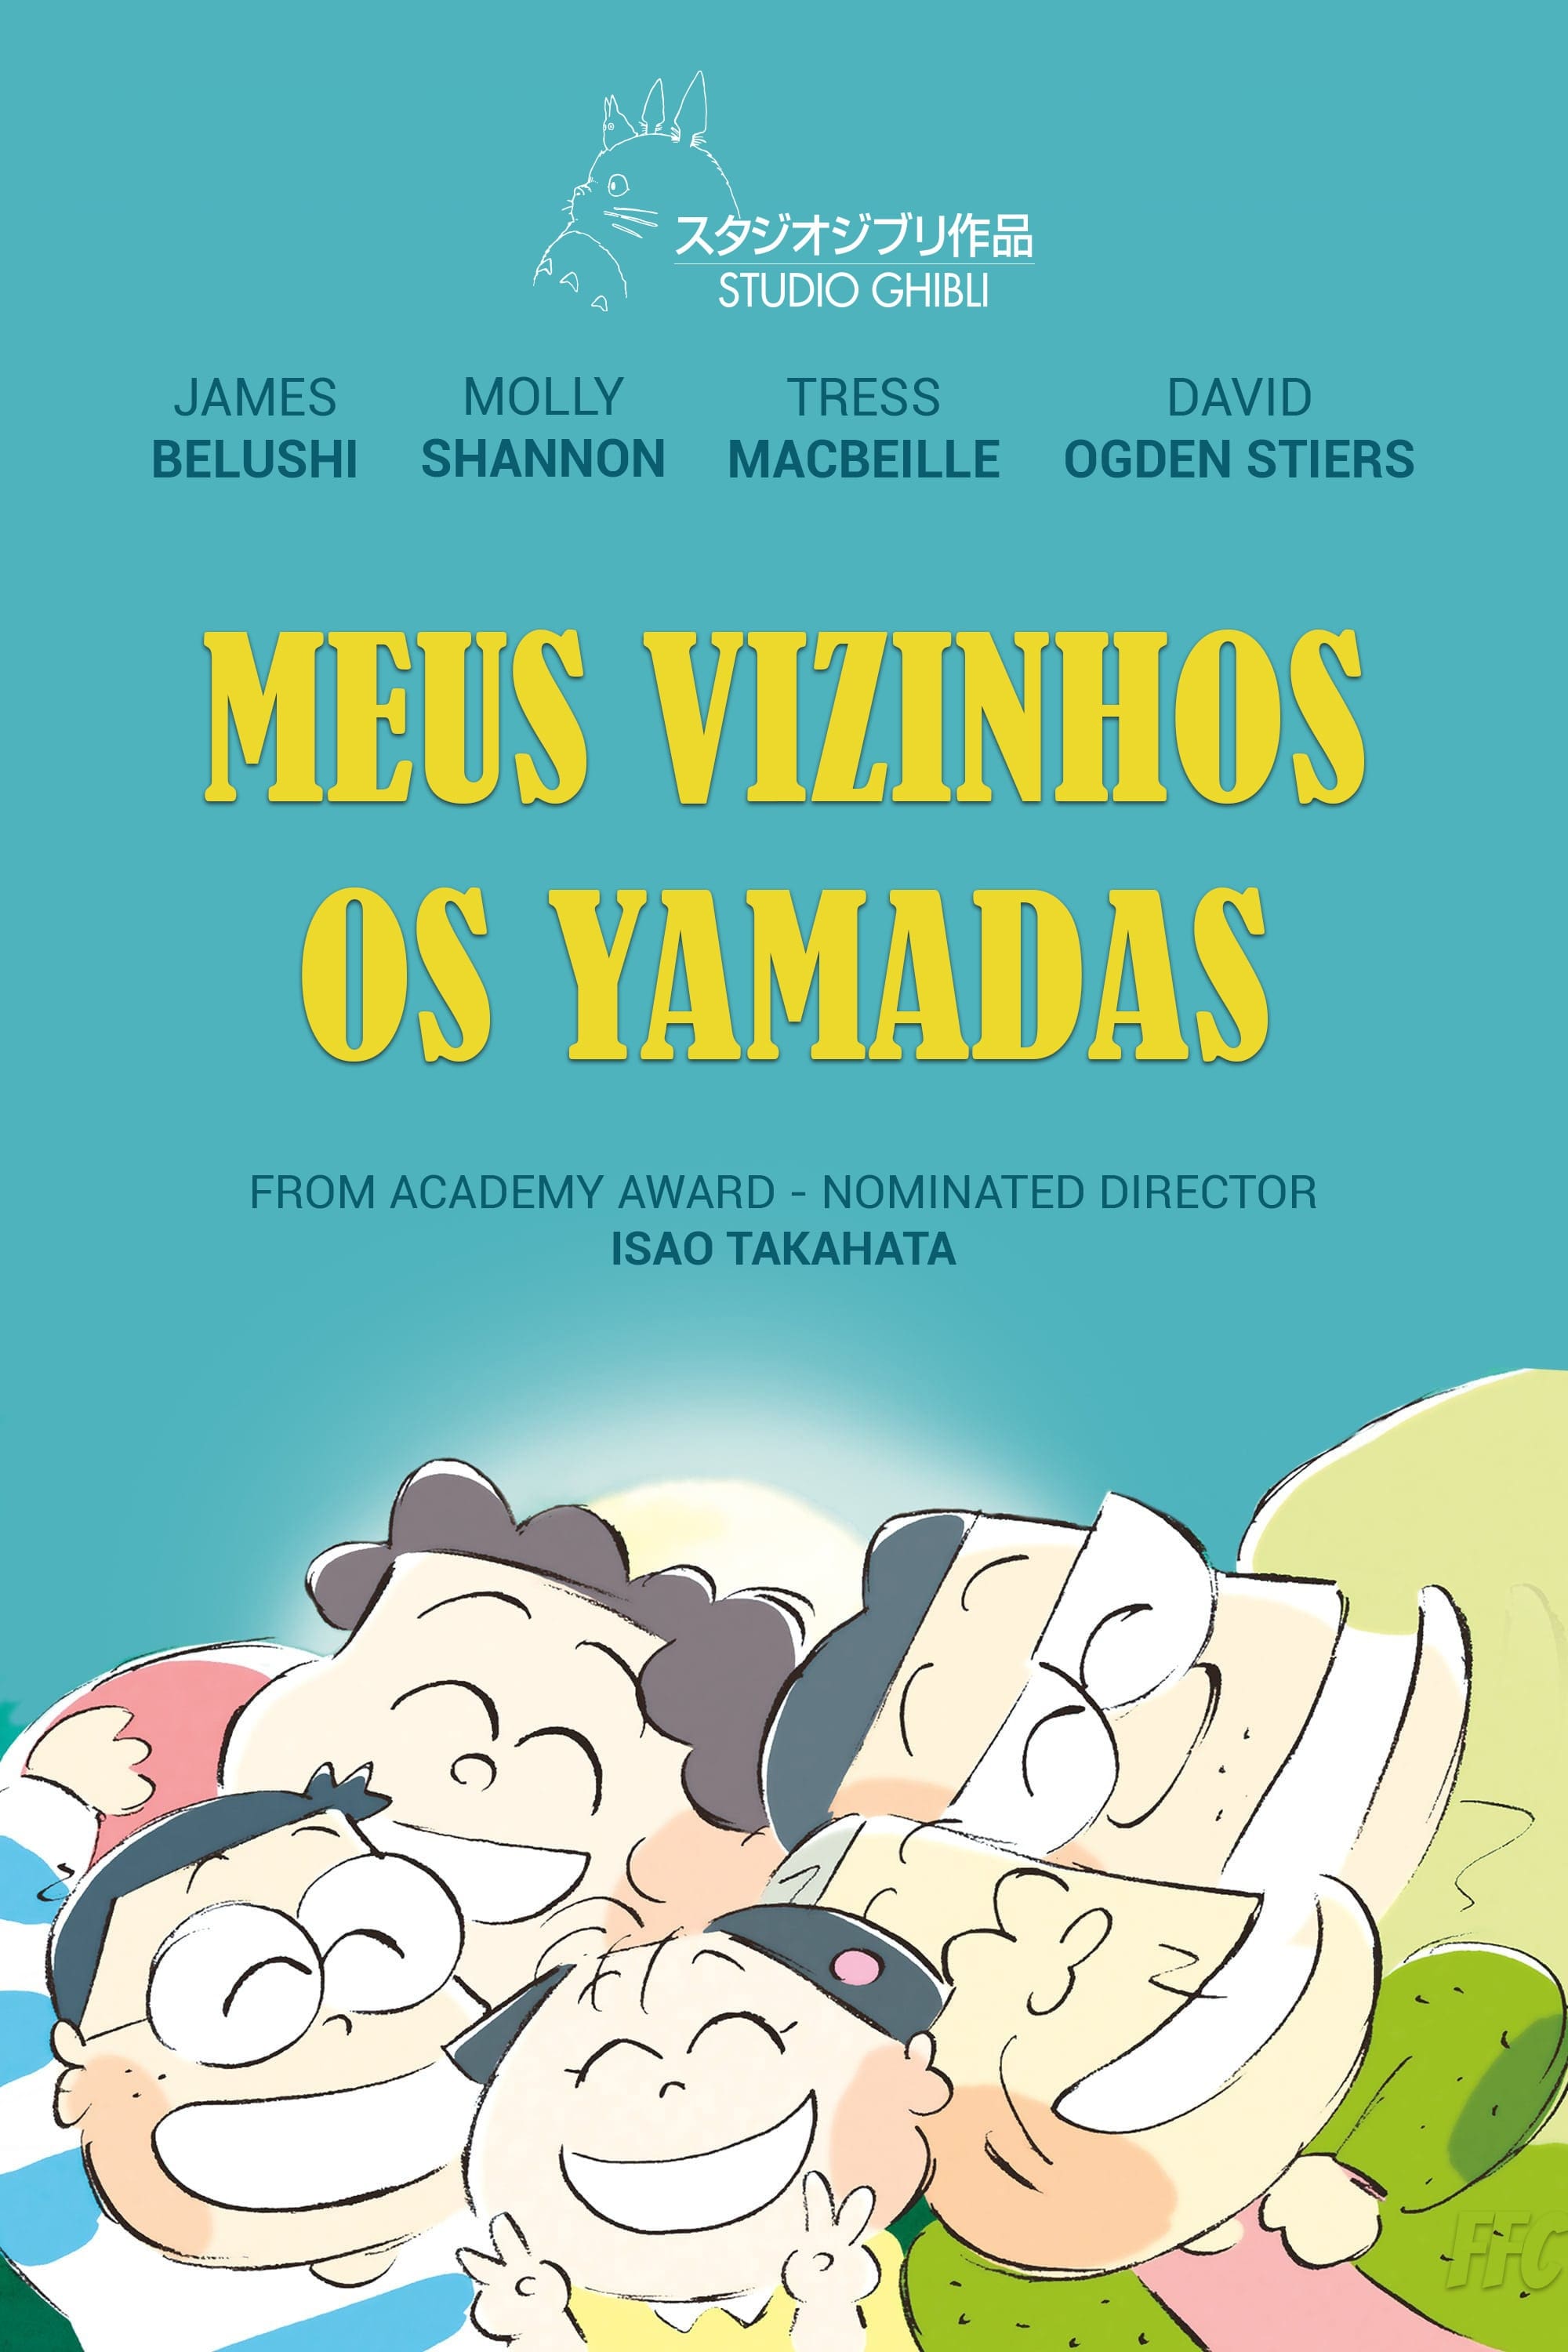 スタジオジブリ作品
STUDIO GHIBLI
JAMES MOLLY TRESS DAVID
BELUSHI SHANNON MACBEILLE OGDEN STIERS
MEUS VIZINHOS
OS YAMADAS
FROM ACADEMY AWARD - NOMINATED DIRECTOR
ISAO TAKAHATA
FFC